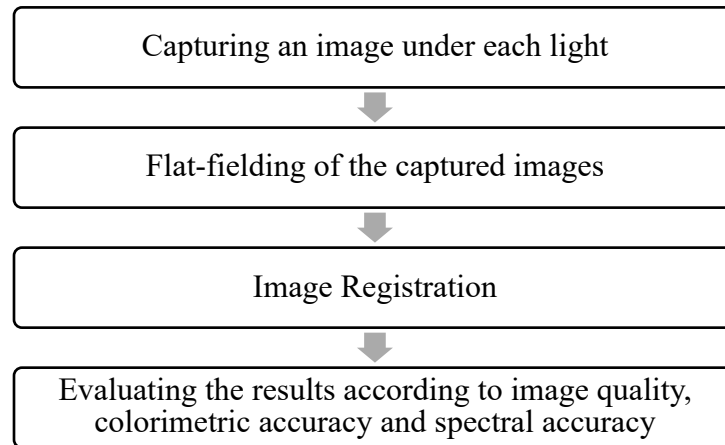 Capturing an image under each light
Flat-fielding of the captured images
Image Registration
Evaluating the results according to image quality,
colorimetric accuracy and spectral accuracy